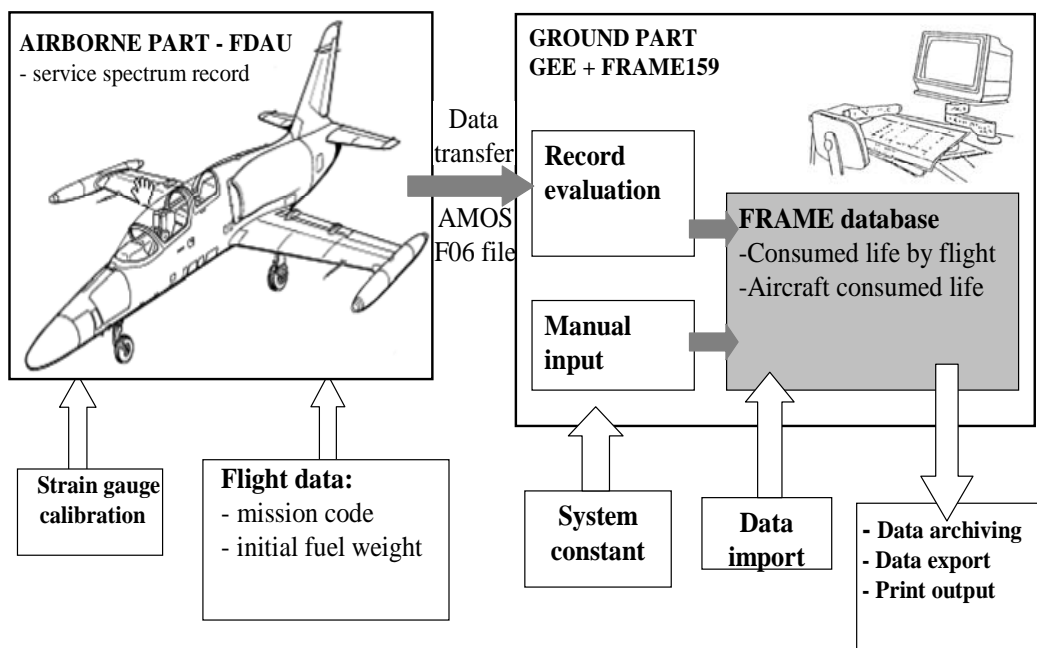 AIRBORNE PART - FDAU
- service spectrum record
Data
transfer
AMOS
F06 file
GROUND PART
GEE + FRAME159
Record
evaluation
Manual
input
FRAME database
-Consumed life by flight
-Aircraft consumed life
Strain gauge
calibration
Flight data:
- mission code
- initial fuel weight
System
constant
Data
import
- Data archiving
- Data export
- Print output